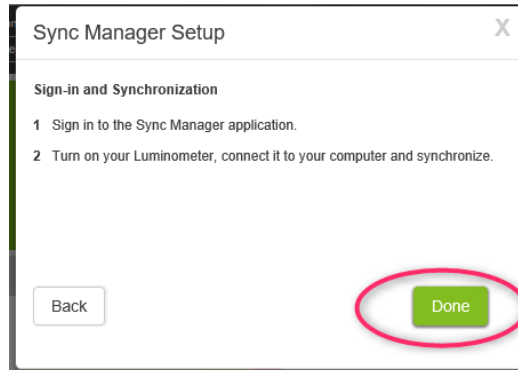 Sync Manager Setup
X
Sign-in and Synchronization
1 Sign in to the Sync Manager application.
2 Turn on your Luminometer, connect it to your computer and synchronize.
Back
Done